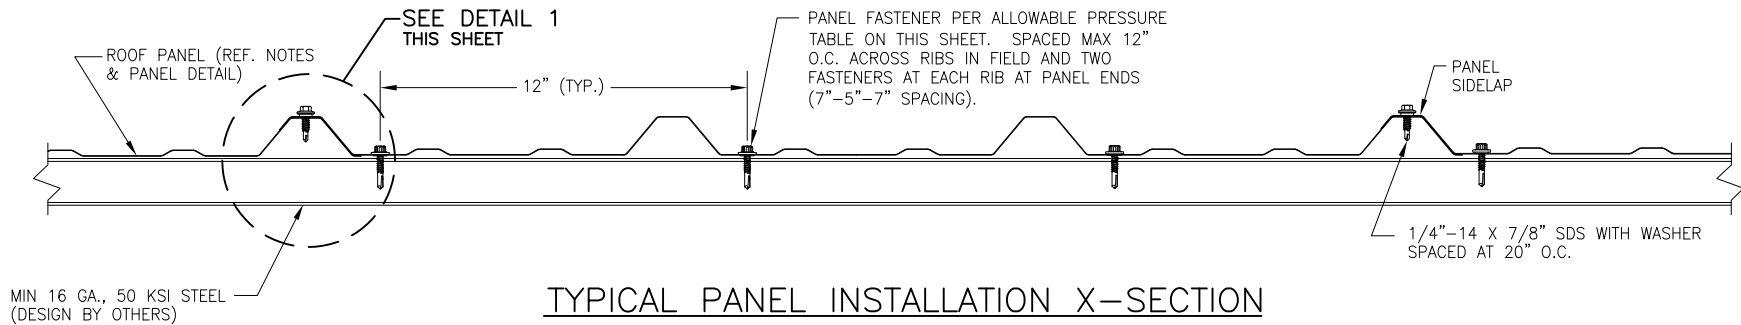 SEE DETAIL 1
THIS SHEET
ROOF PANEL (REF. NOTES
& PANEL DETAIL)
12" (TYP.)
PANEL FASTENER PER ALLOWABLE PRESSURE
TABLE ON THIS SHEET. SPACED MAX 12"
O.C. ACROSS RIBS IN FIELD AND TWO
FASTENERS AT EACH RIB AT PANEL ENDS
(7"-5"-7" SPACING).
PANEL
SIDELAP
1/4"-14 X 7/8" SDS WITH WASHER
SPACED AT 20" O.C.
MIN 16 GA., 50 KSI STEEL
(DESIGN BY OTHERS)
TYPICAL PANEL INSTALLATION X-SECTION